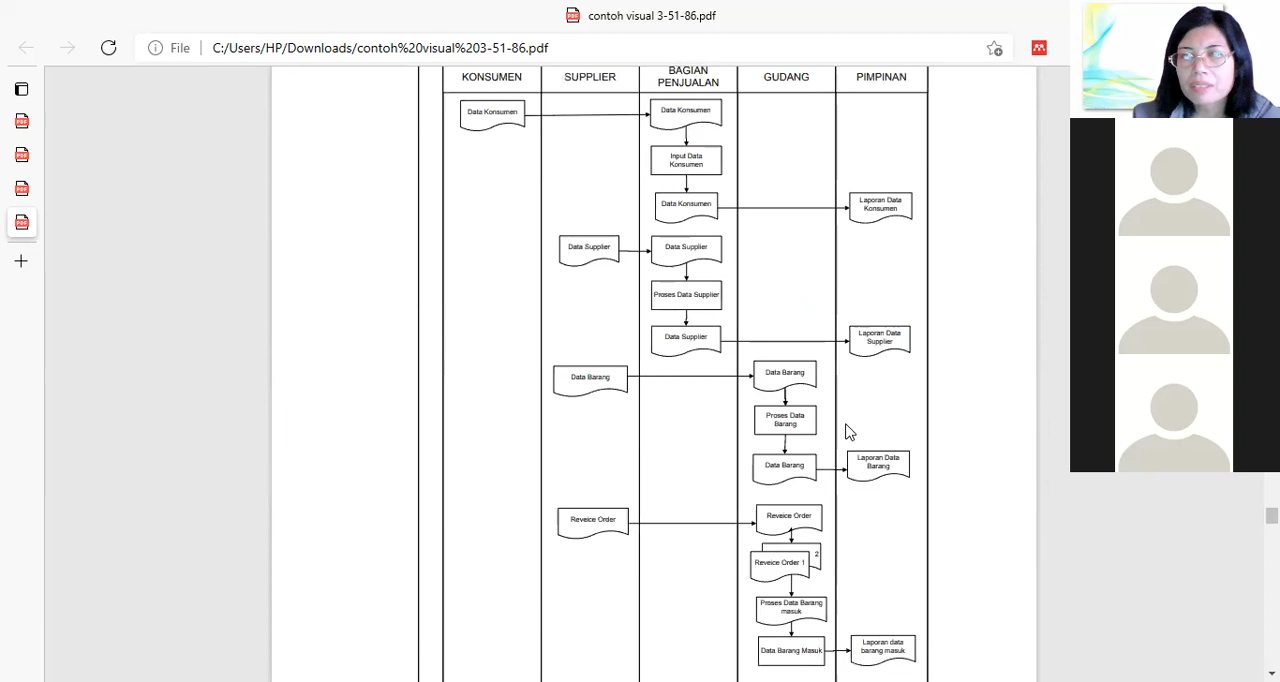 contoh visual 3-51-86.pdf
File
C:/Users/HP/Downloads/contoh%20visual%203-51-86.pdf
KONSUMEN
SUPPLIER
BAGIAN
PENJUALAN
GUDANG
PIMPINAN
Data Konsumen
Data Konsumen
Input Data
Konsumen
Data Konsumen
Laporan Data
Konsumen
Data Supplier
Data Supplier
Proses Data Supplier
Data Supplier
Laporan Data
Supplier
Data Barang
Data Barang
Proses Data
Barang
Data Barang
Laporan Data
Barang
Reveice Order
Reveice Order
2
Reveice Order 1
Proses Data Barang
masuk
Data Barang Masuk
Laporan data
barang masuk